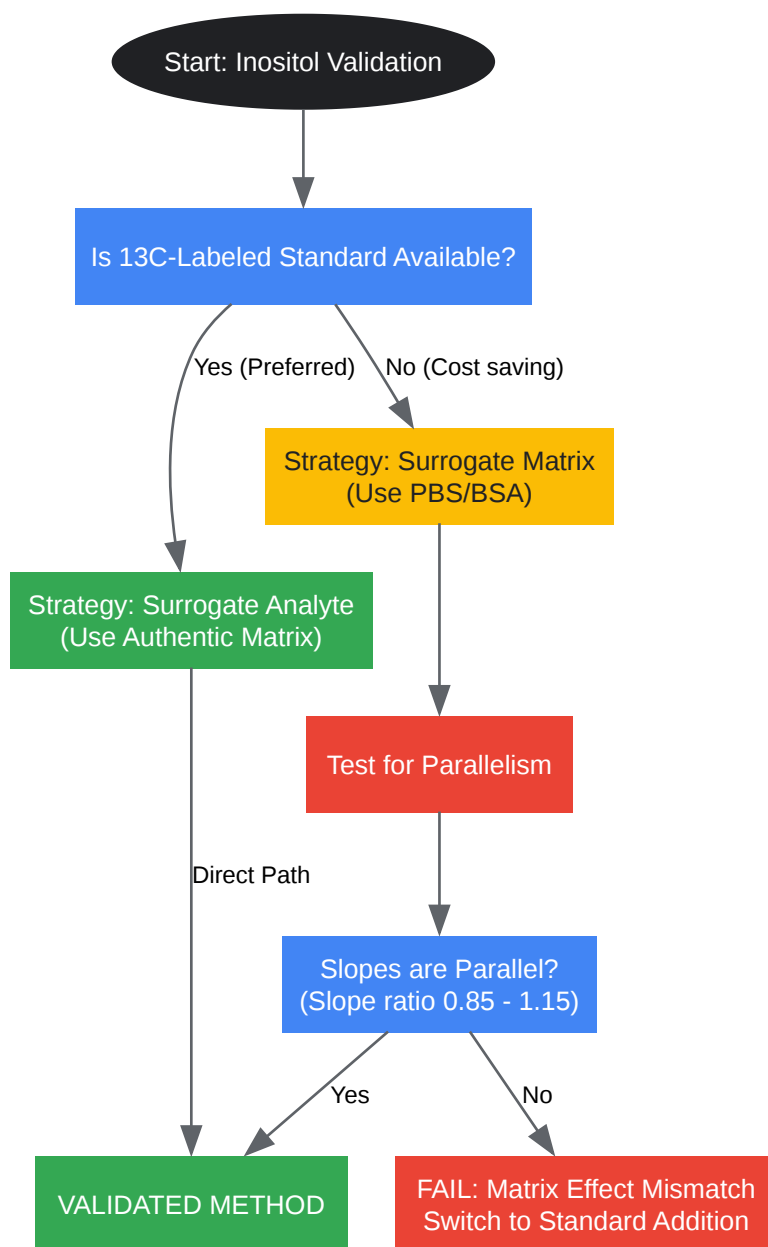 Start: Inositol Validation
Is 13C-Labeled Standard Available?
Yes (Preferred)
No (Cost saving)
Strategy: Surrogate Matrix
(Use PBS/BSA)
Strategy: Surrogate Analyte
(Use Authentic Matrix)
Test for Parallelism
Direct Path
Slopes are Parallel?
(Slope ratio 0.85 - 1.15)
Yes
No
VALIDATED METHOD
FAIL: Matrix Effect Mismatch
Switch to Standard Addition